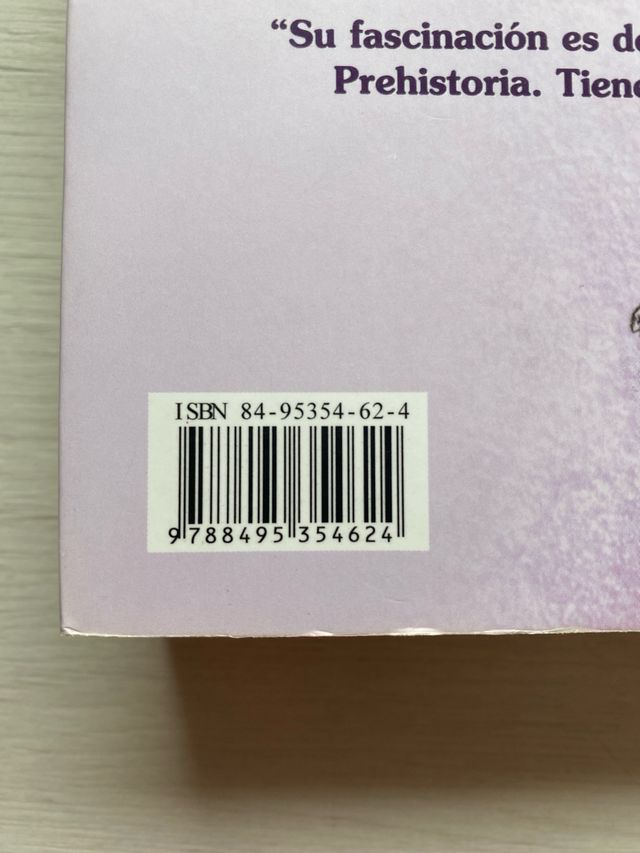 “Su fascinación es
Prehistoria.
ISBN 84-95354-62-4
9 788495 354624